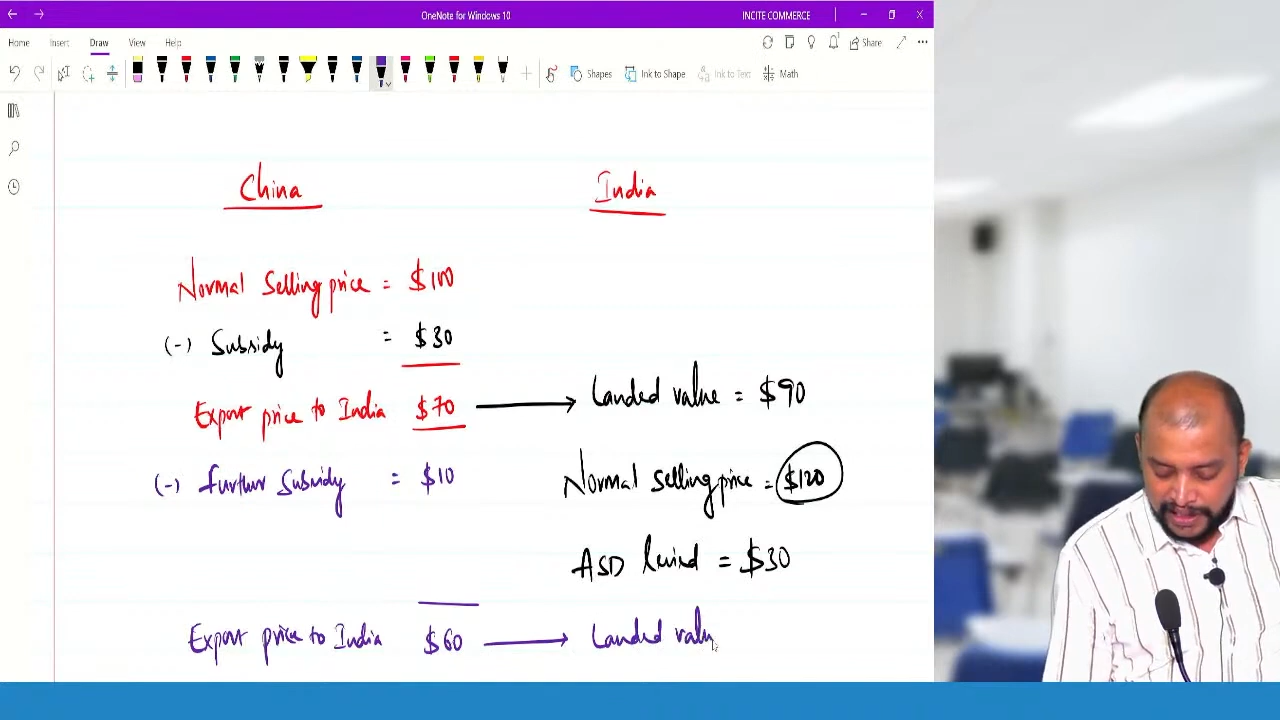 OneNote for Windows 10
INCITE COMMERCE
Home Insert Draw View Help
Share
Shapes Ink to Shape Ink to Text Math
China
India
Normal Selling price = $100
(-) Subsidy = $30
Export price to India $70
Landed value = $90
(-) further Subsidy = $10
Normal Selling price = $120
ASD levied = $30
Export price to India $60
Landed valu